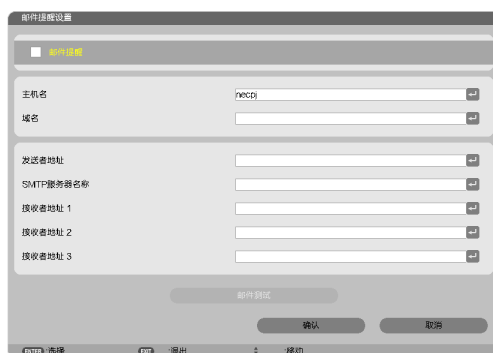 邮件提醒设置
邮件提醒
主机名 necpj
域名
发送者地址
SMTP服务器名称
接收者地址 1
接收者地址 2
接收者地址 3
邮件测试
确认 取消
ENTER :选择 EXIT :退出 :移动